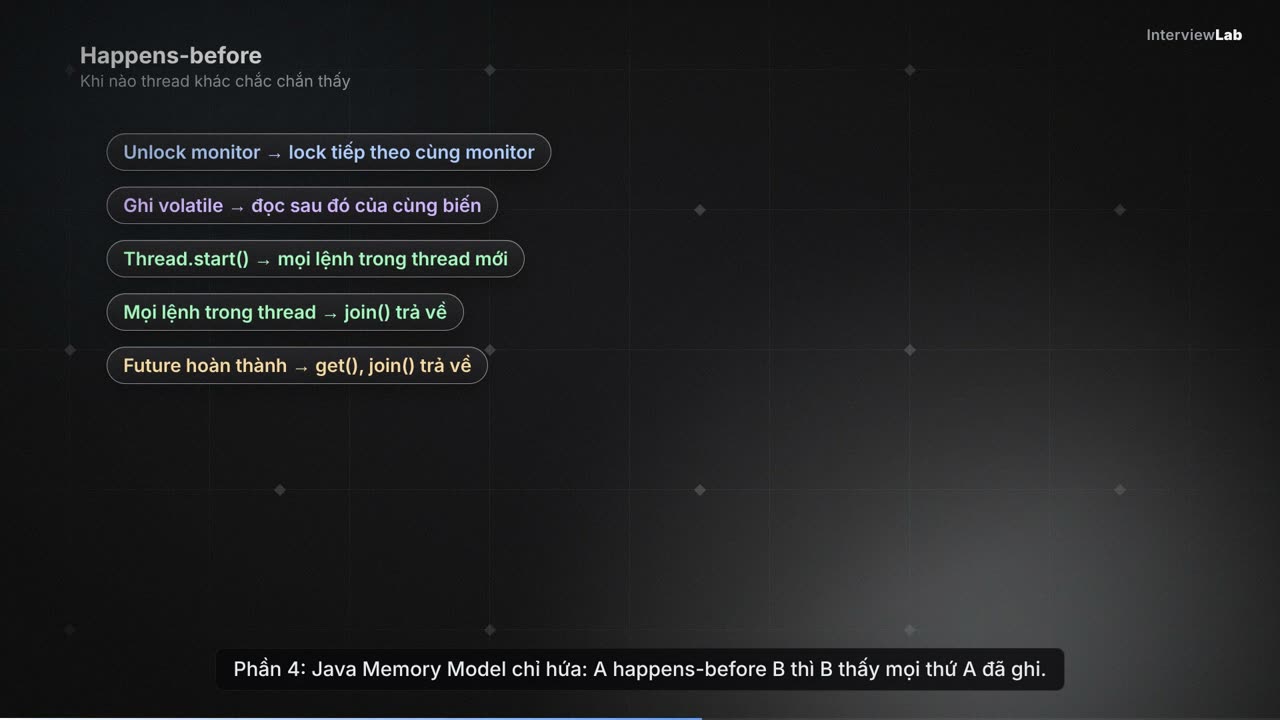 Happens-before
InterviewLab
Khi nào thread khác chắc chắn thấy
Unlock monitor → lock tiếp theo cùng monitor
Ghi volatile → đọc sau đó của cùng biến
Thread.start() → mọi lệnh trong thread mới
Mọi lệnh trong thread → join() trả về
Future hoàn thành → get(), join() trả về
Phần 4: Java Memory Model chỉ hứa: A happens-before B thì B thấy mọi thứ A đã ghi.